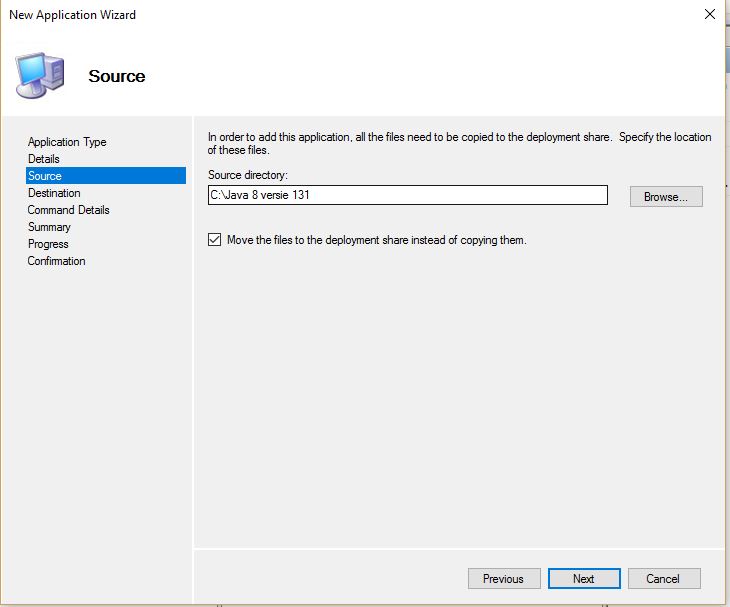 New Application Wizard
Source
Application Type
Details
Source
Destination
Command Details
Summary
Progress
Confirmation
In order to add this application, all the files need to be copied to the deployment share.  Specify the location
of these files.
Source directory:
C:\Java 8 versie 131
Browse...
Move the files to the deployment share instead of copying them.
Previous
Next
Cancel